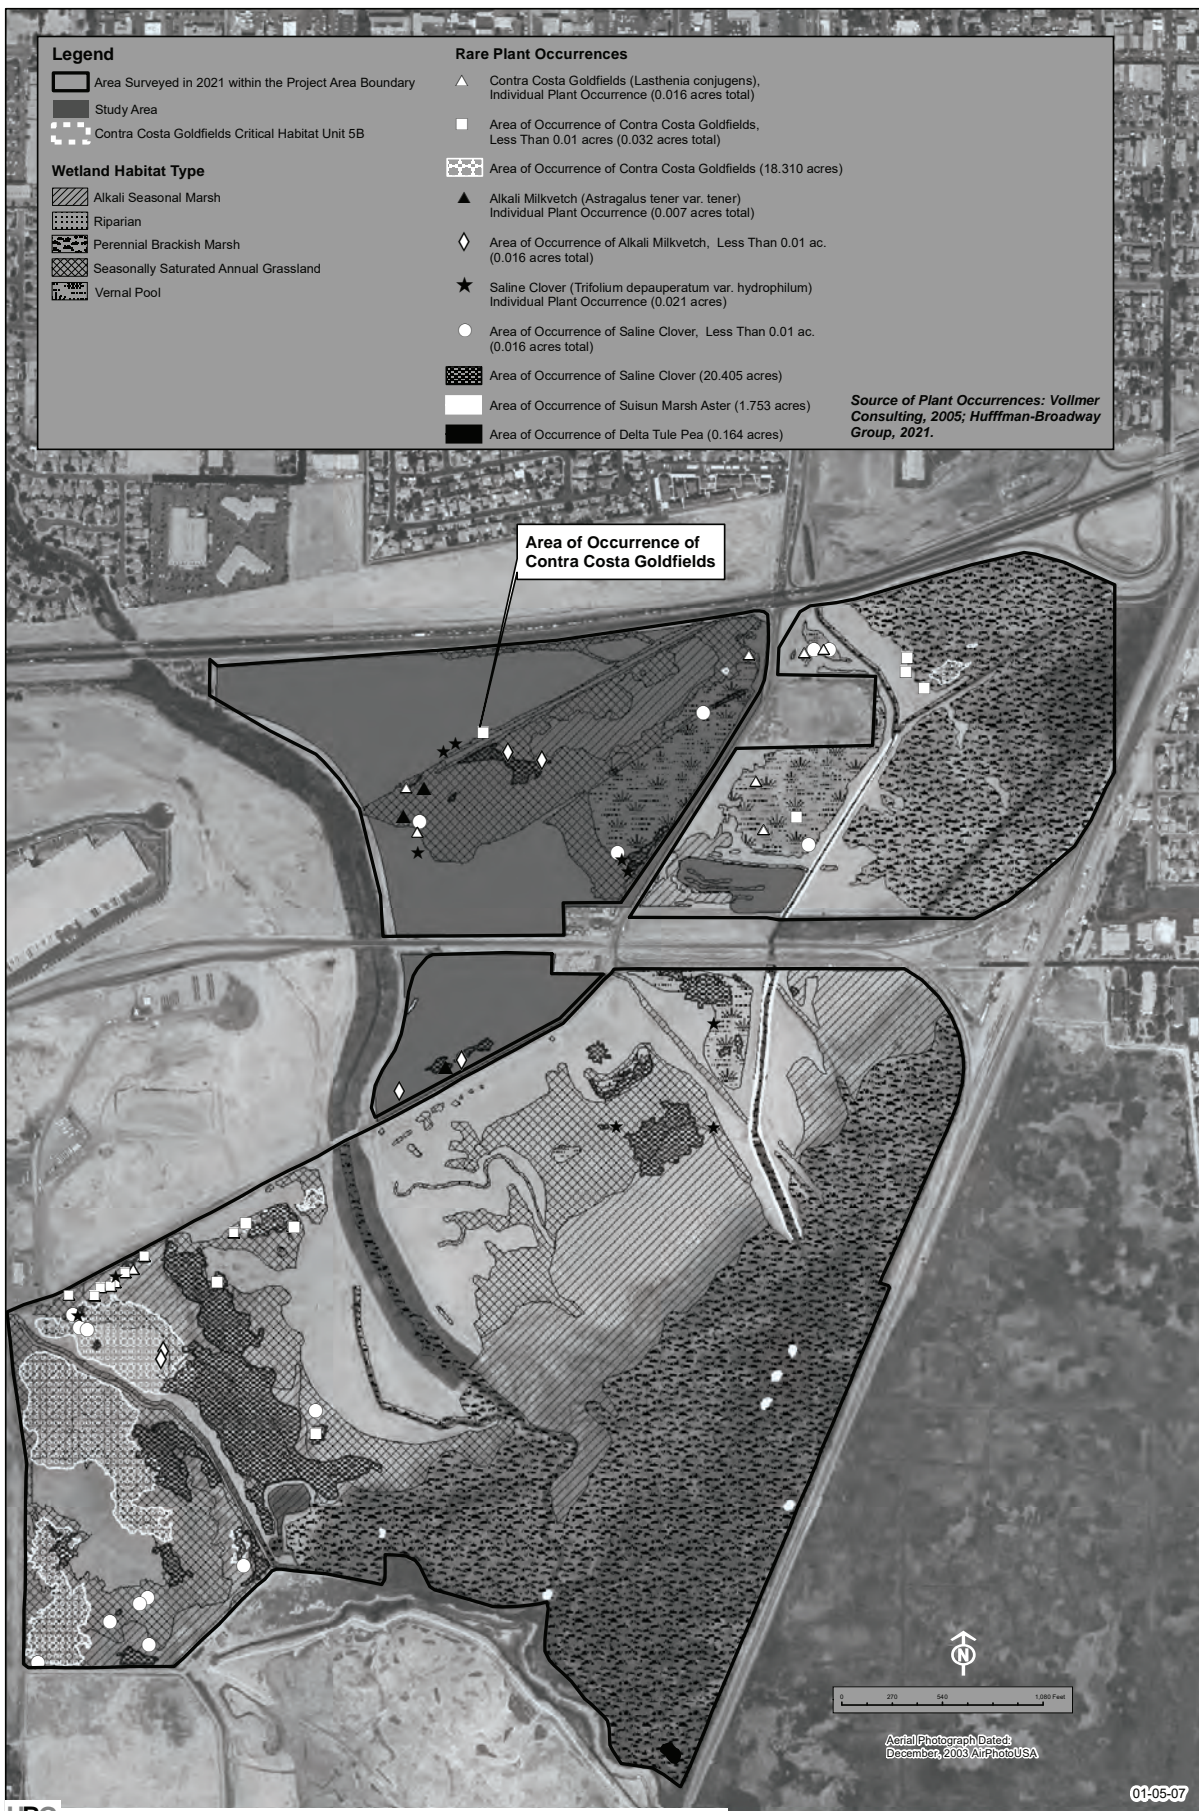 Legend
Area Surveyed in 2021 within the Project Area Boundary
Study Area
Contra Costa Goldfields Critical Habitat Unit 5B
Wetland Habitat Type
Alkali Seasonal Marsh
Riparian
Perennial Brackish Marsh
Seasonally Saturated Annual Grassland
Vernal Pool
Rare Plant Occurrences
Contra Costa Goldfields (Lasthenia conjugens),
Individual Plant Occurrence (0.016 acres total)
Area of Occurrence of Contra Costa Goldfields,
Less Than 0.01 acres (0.032 acres total)
Area of Occurrence of Contra Costa Goldfields (18.310 acres)
Alkali Milkvetch (Astragalus tener var. tener)
Individual Plant Occurrence (0.007 acres total)
Area of Occurrence of Alkali Milkvetch, Less Than 0.01 ac.
(0.016 acres total)
Saline Clover (Trifolium depauperatum var. hydrophilum)
Individual Plant Occurrence (0.021 acres)
Area of Occurrence of Saline Clover, Less Than 0.01 ac.
(0.016 acres total)
Area of Occurrence of Saline Clover (20.405 acres)
Area of Occurrence of Suisun Marsh Aster (1.753 acres)
Area of Occurrence of Delta Tule Pea (0.164 acres)
Source of Plant Occurrences: Vollmer
Consulting, 2005; Hufffman-Broadway
Group, 2021.
Area of Occurrence of
Contra Costa Goldfields
N
0 270 540 1,080 Feet
Aerial Photograph Dated:
December, 2003 AirPhotoUSA
01-05-07